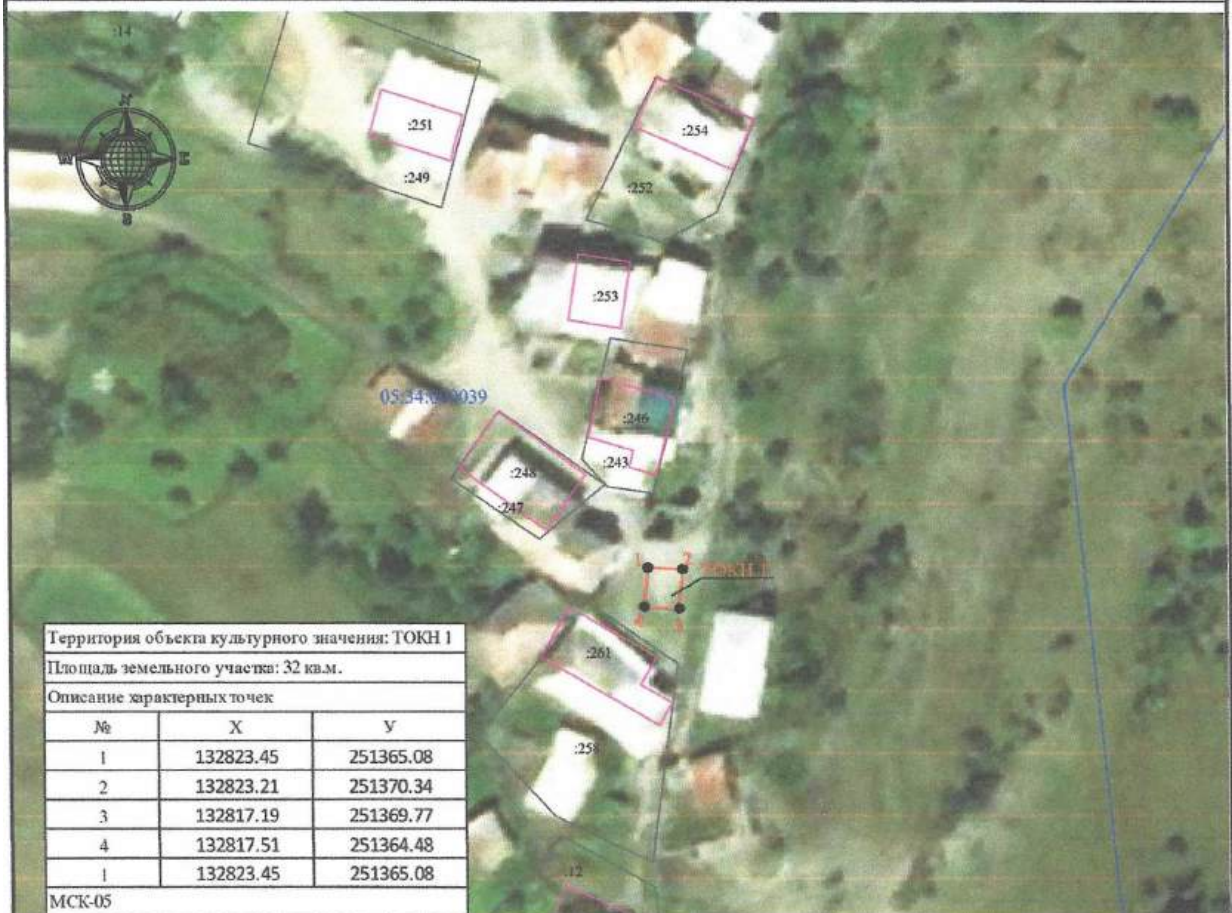 :14
N
:251
:254
:249
:252
:253
:246
:243
:248
:247
1 2
ТОКН 1
4 3
:261
:258
:12
Территория объекта культурного значения: ТОКН 1
Площадь земельного участка: 32 кв.м.
Описание характерных точек
№ X У
1 132823.45 251365.08
2 132823.21 251370.34
3 132817.19 251369.77
4 132817.51 251364.48
1 132823.45 251365.08
МСК-05